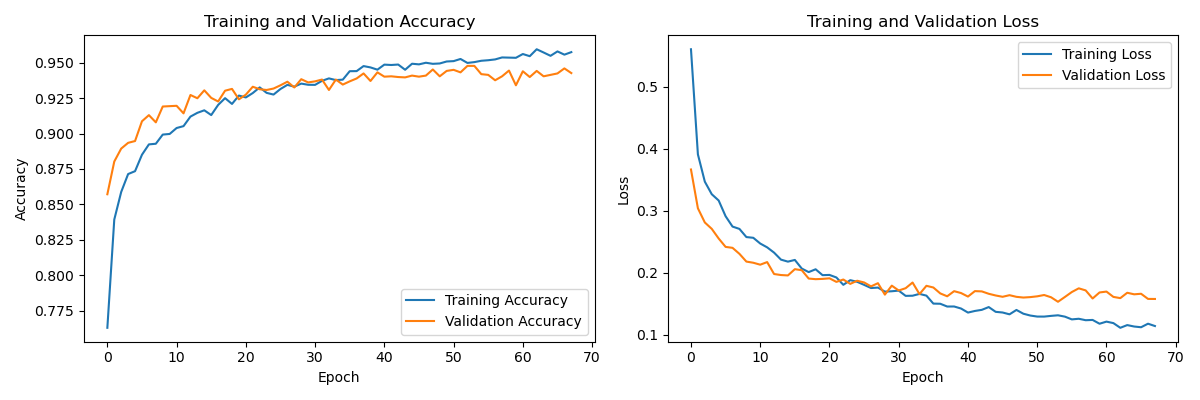 Training and Validation Accuracy
Accuracy
0.950
0.925
0.900
0.875
0.850
0.825
0.800
0.775
0 10 20 30 40 50 60 70
Epoch
Training Accuracy
Validation Accuracy
Training and Validation Loss
Loss
0.5
0.4
0.3
0.2
0.1
0 10 20 30 40 50 60 70
Epoch
Training Loss
Validation Loss